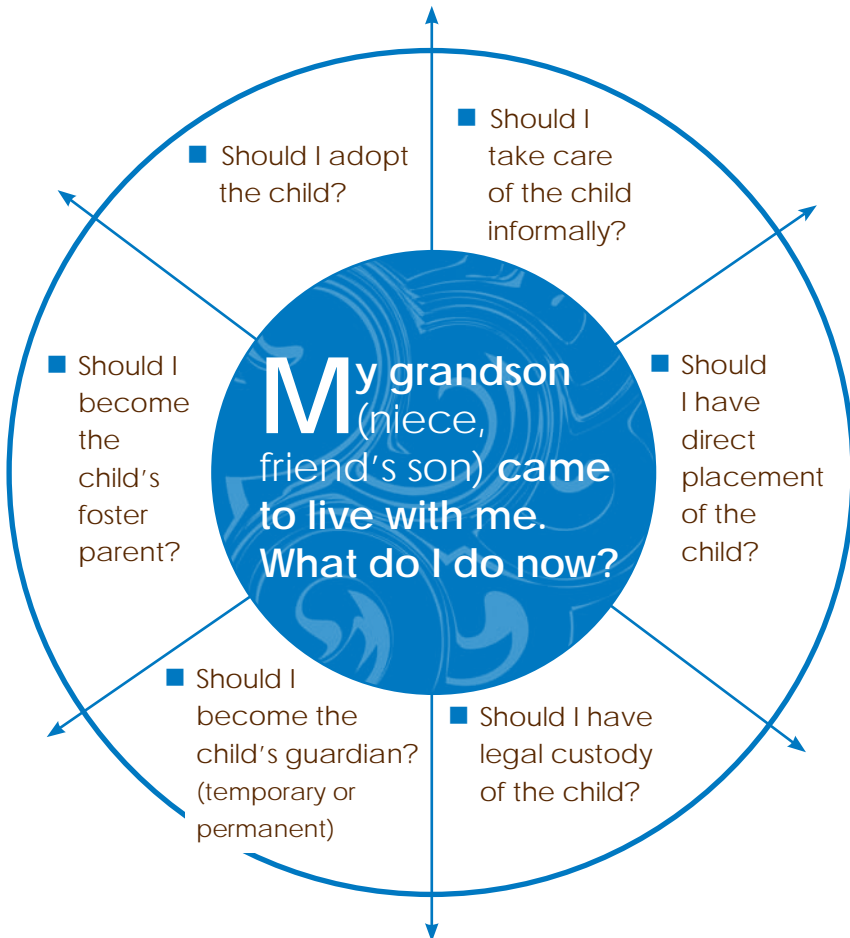 ■ Should I
take care
of the child
informally?
■ Should
I have
direct
placement
of the
child?
■ Should I have
legal custody
of the child?
■ Should I
become the
child's guardian?
(temporary or
permanent)
■ Should I
become
the
child's
foster
parent?
■ Should I adopt
the child?
My grandson
(niece,
friend's son) came
to live with me.
What do I do now?